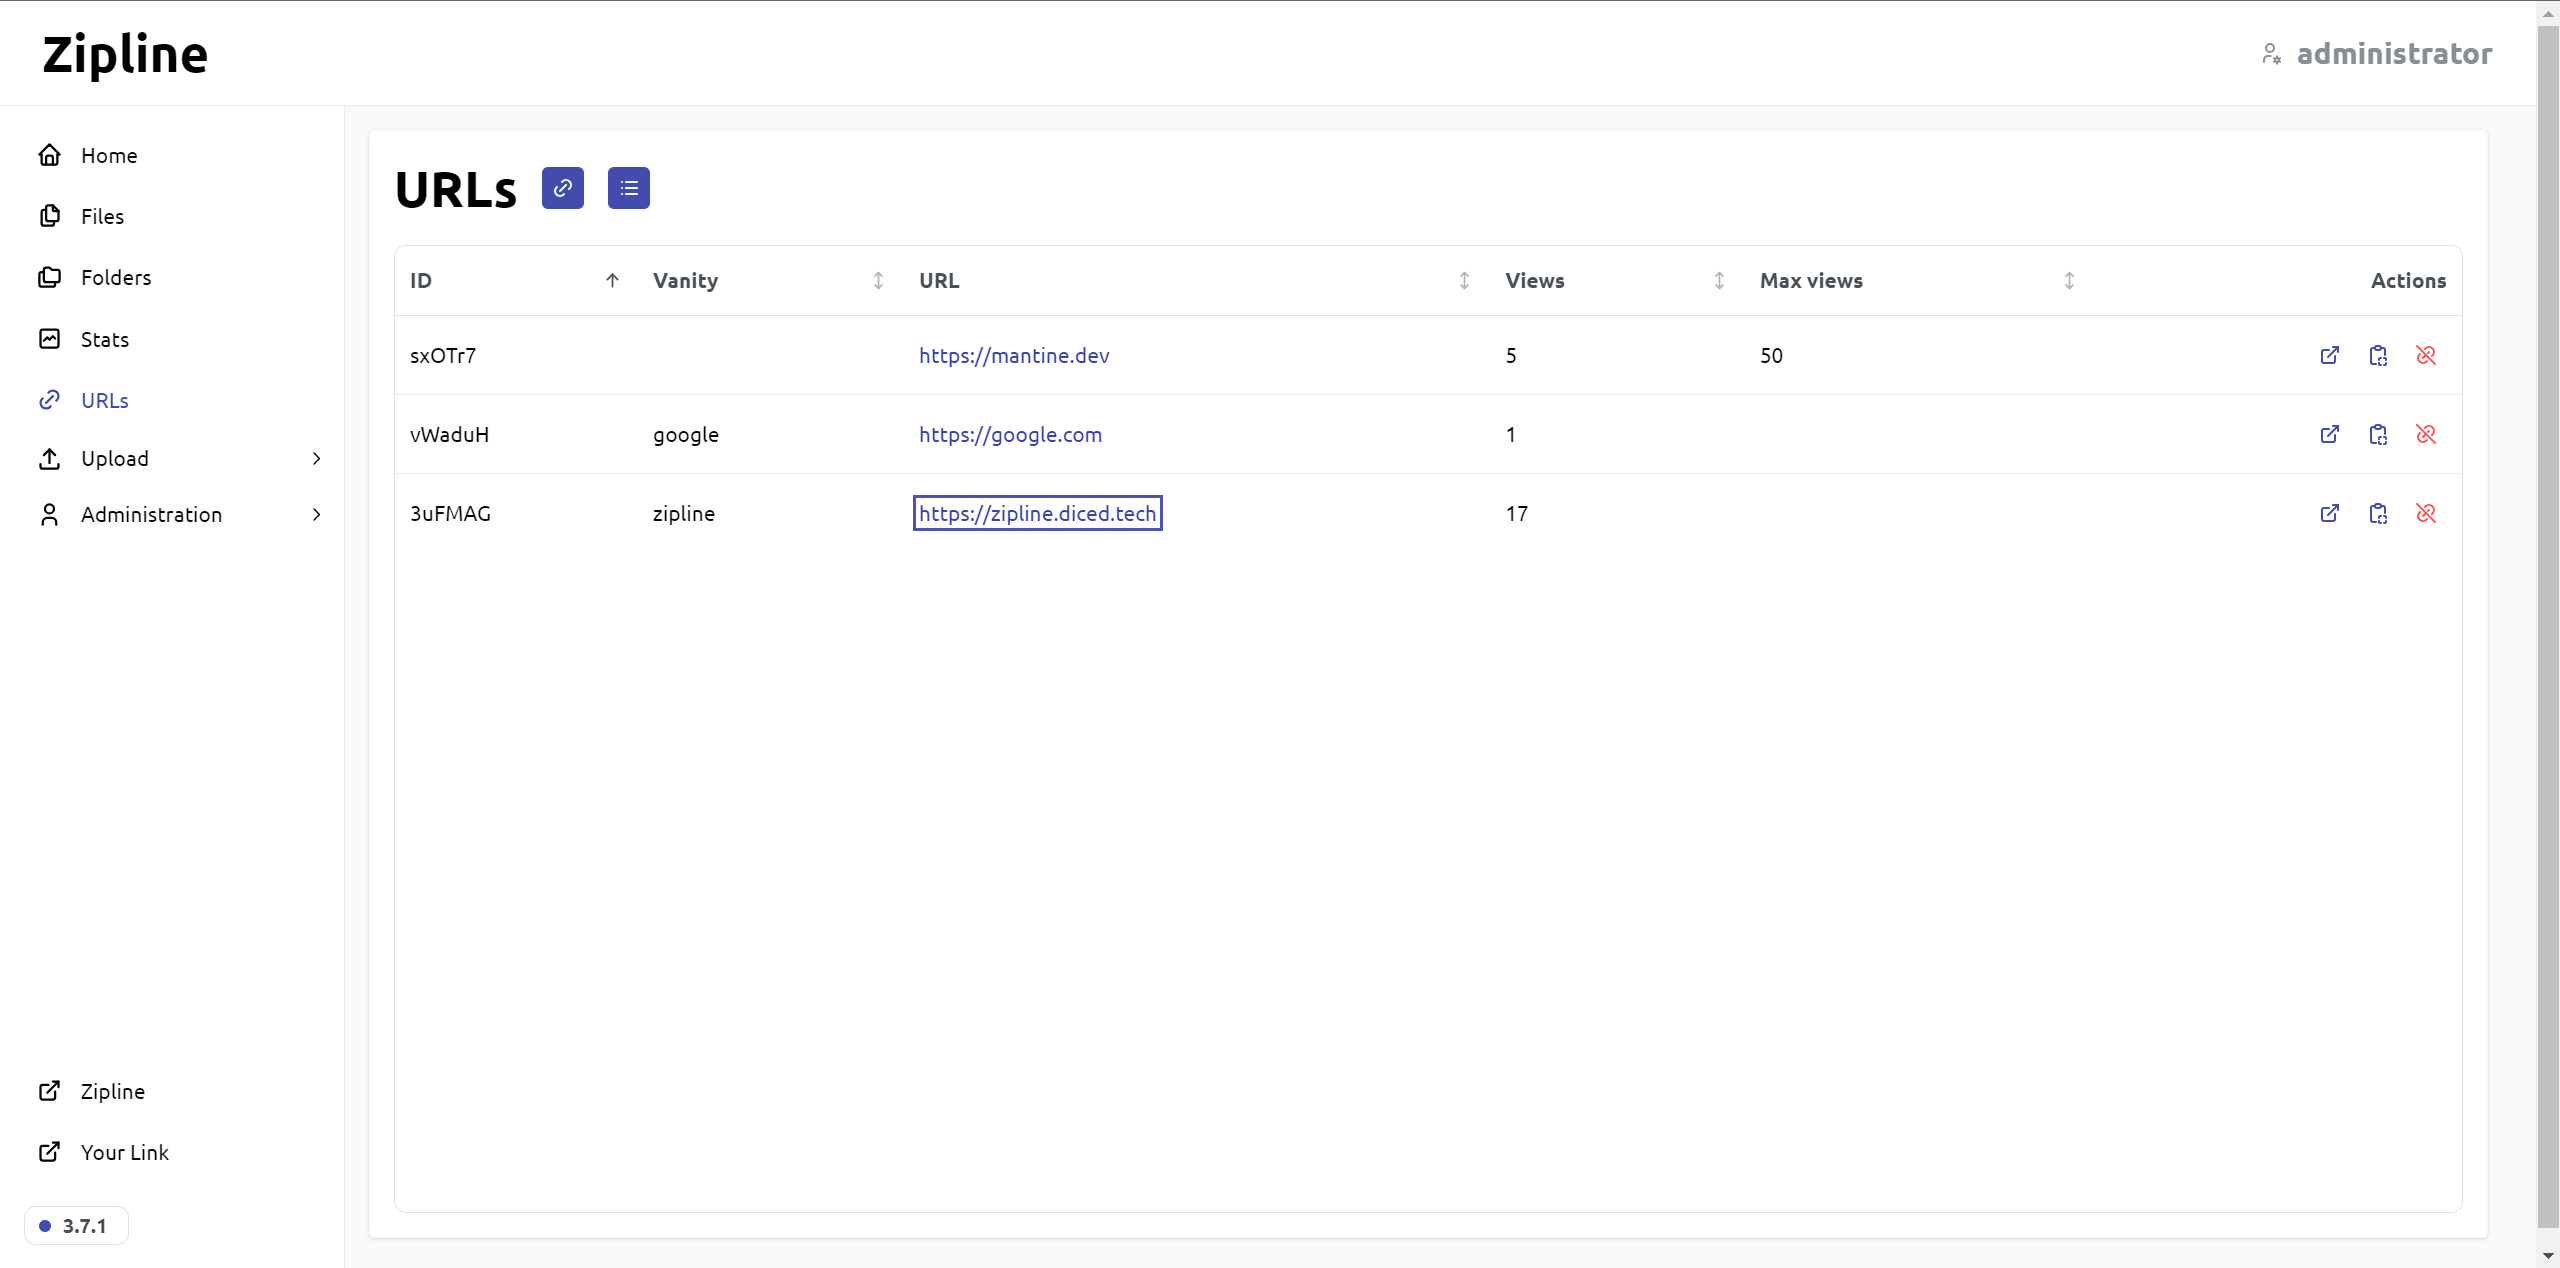 Zipline
administrator
Home
Files
Folders
Stats
URLs
Upload
Administration
URLs
ID Vanity URL Views Max views Actions
sxOTr7 https://mantine.dev 5 50
vWaduH google https://google.com 1
3uFMAG zipline https://zipline.diced.tech 17
Zipline
Your Link
3.7.1